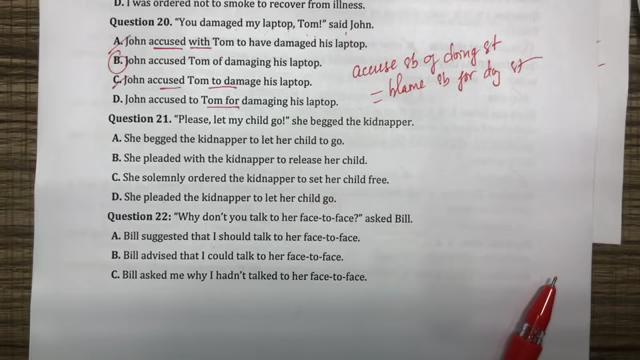 D. I was ordered not to smoke to recover from illness.
Question 20. “You damaged my laptop, Tom!” said John.
A. John accused with Tom to have damaged his laptop.
B. John accused Tom of damaging his laptop.
C. John accused Tom to damage his laptop.
D. John accused to Tom for damaging his laptop.
accuse sb of doing st
= blame sb for dog st
Question 21. “Please, let my child go!” she begged the kidnapper.
A. She begged the kidnapper to let her child to go.
B. She pleaded with the kidnapper to release her child.
C. She solemnly ordered the kidnapper to set her child free.
D. She pleaded the kidnapper to let her child go.
Question 22: “Why don’t you talk to her face-to-face?” asked Bill.
A. Bill suggested that I should talk to her face-to-face.
B. Bill advised that I could talk to her face-to-face.
C. Bill asked me why I hadn’t talked to her face-to-face.